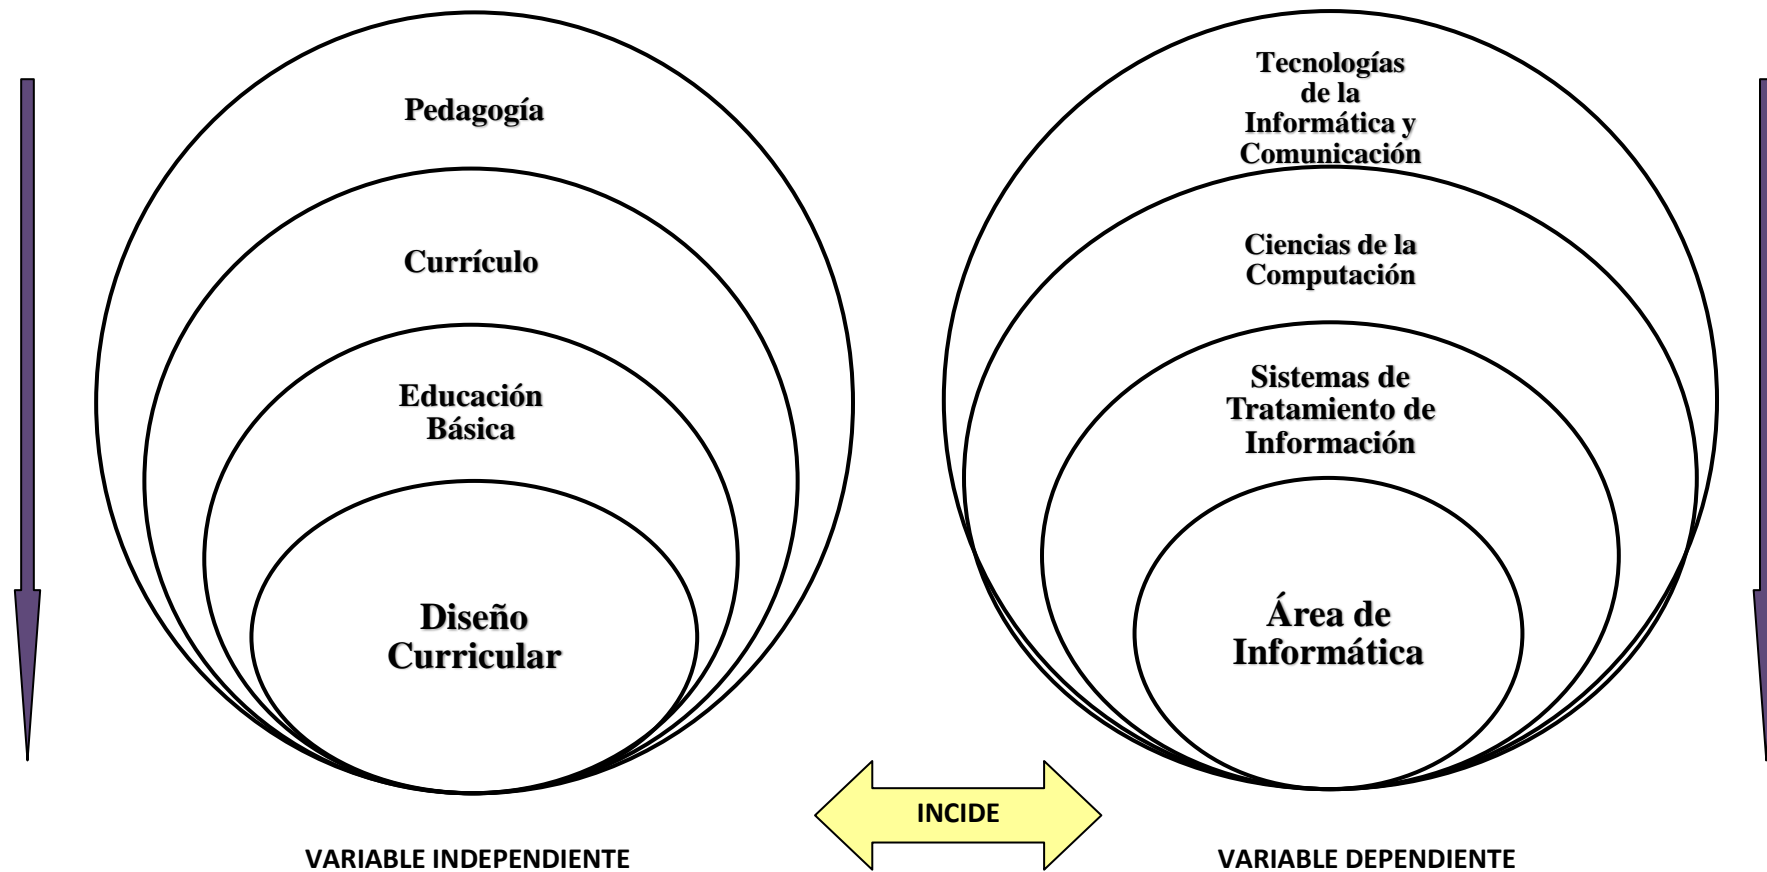 Pedagogía
Currículo
Educación
Básica
Diseño
Curricular
Tecnologías
de la
Informática y
Comunicación
Ciencias de la
Computación
Sistemas de
Tratamiento de
Información
Área de
Informática
INCIDE
VARIABLE INDEPENDIENTE
VARIABLE DEPENDIENTE